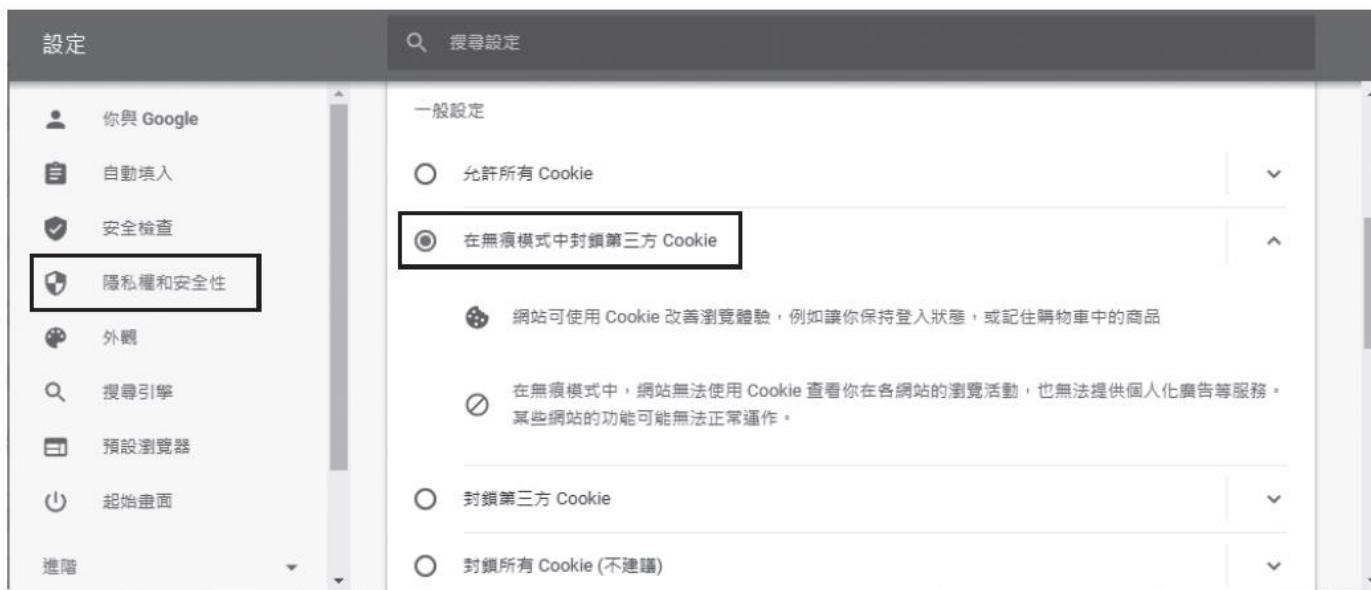 設定
搜尋設定
你與 Google
自動填入
安全檢查
隱私權和安全性
外觀
搜尋引擎
預設瀏覽器
起始畫面
進階
一般設定
允許所有 Cookie
在無痕模式中封鎖第三方 Cookie
網站可使用 Cookie 改善瀏覽體驗，例如讓你保持登入狀態，或記住購物車中的商品
在無痕模式中，網站無法使用 Cookie 查看你在各網站的瀏覽活動，也無法提供個人化廣告等服務。
某些網站的功能可能無法正常運作。
封鎖第三方 Cookie
封鎖所有 Cookie (不建議)